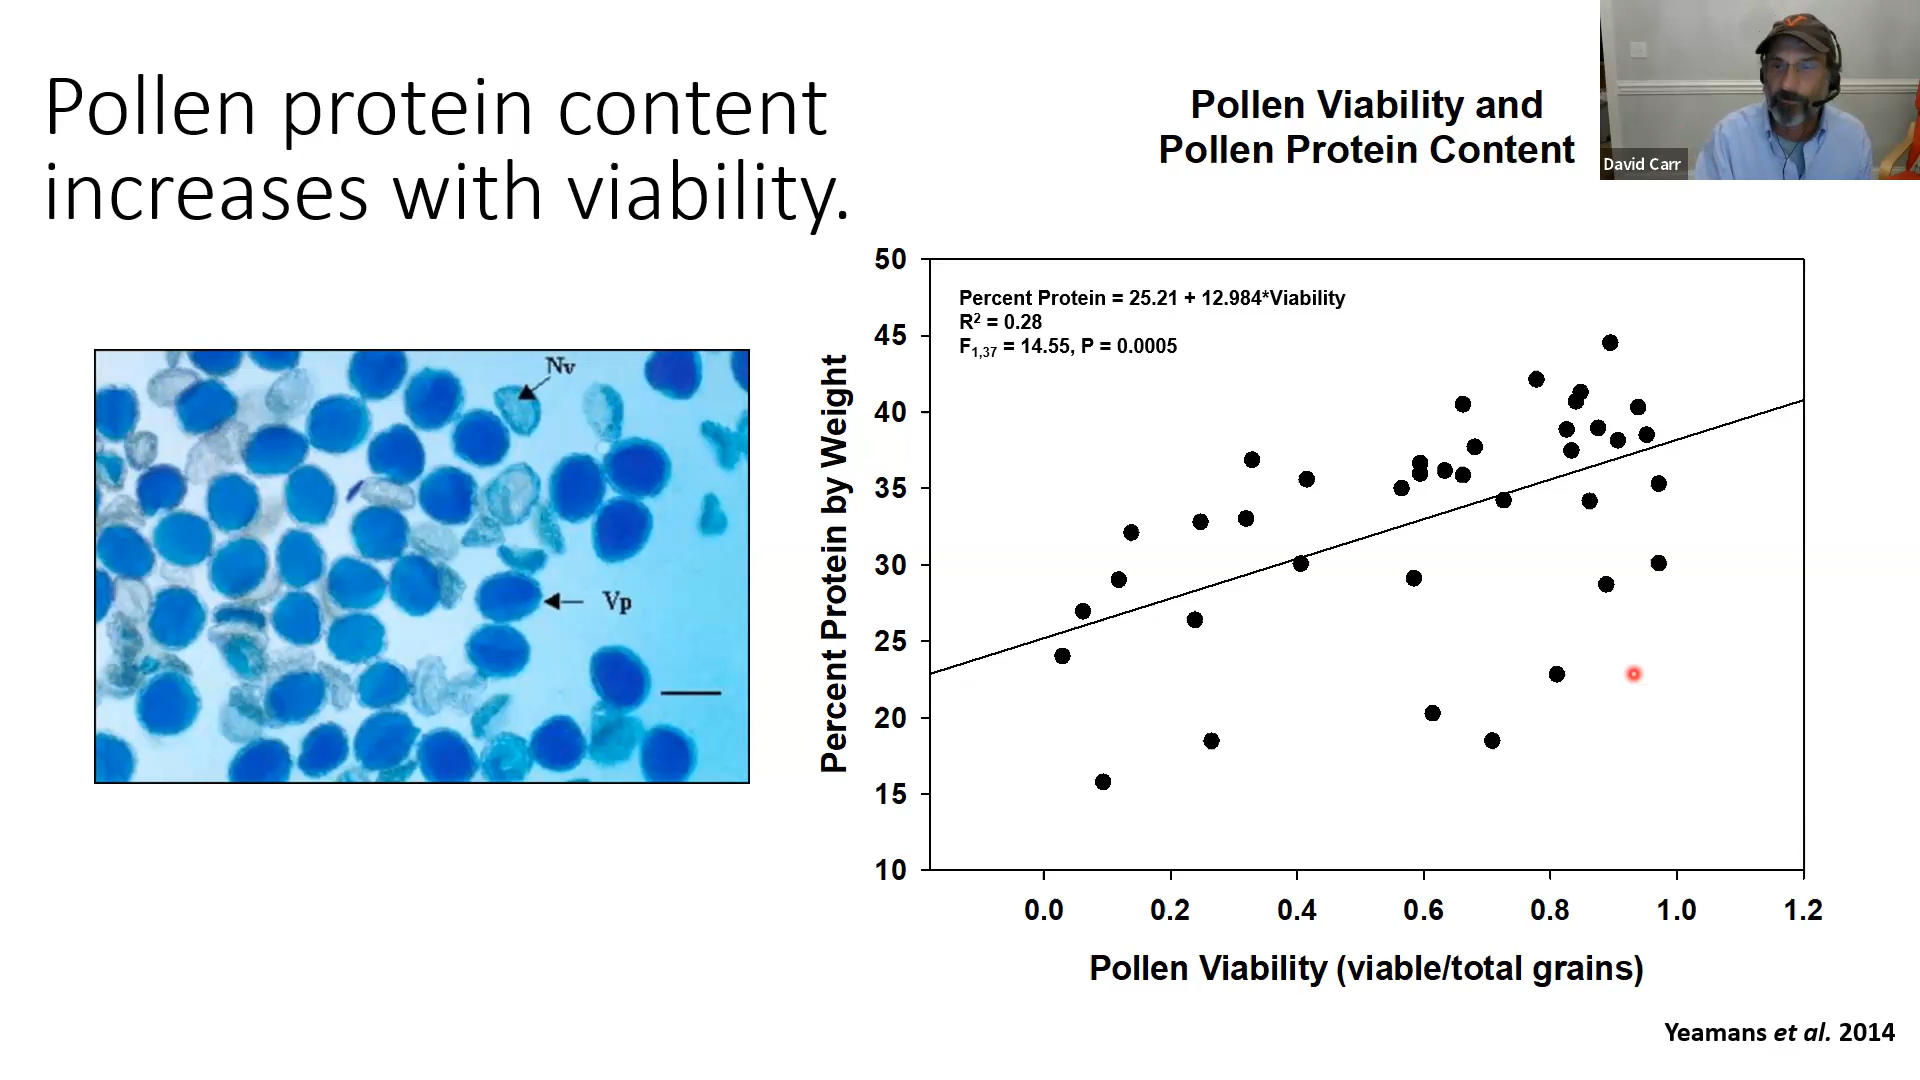 Pollen protein content
increases with viability.
Pollen Viability and
Pollen Protein Content
David Carr
Nv
Vp
Percent Protein = 25.21 + 12.984*Viability
R² = 0.28
F1,37 = 14.55, P = 0.0005
Percent Protein by Weight
50
45
40
35
30
25
20
15
10
0.0 0.2 0.4 0.6 0.8 1.0 1.2
Pollen Viability (viable/total grains)
Yeamans et al. 2014